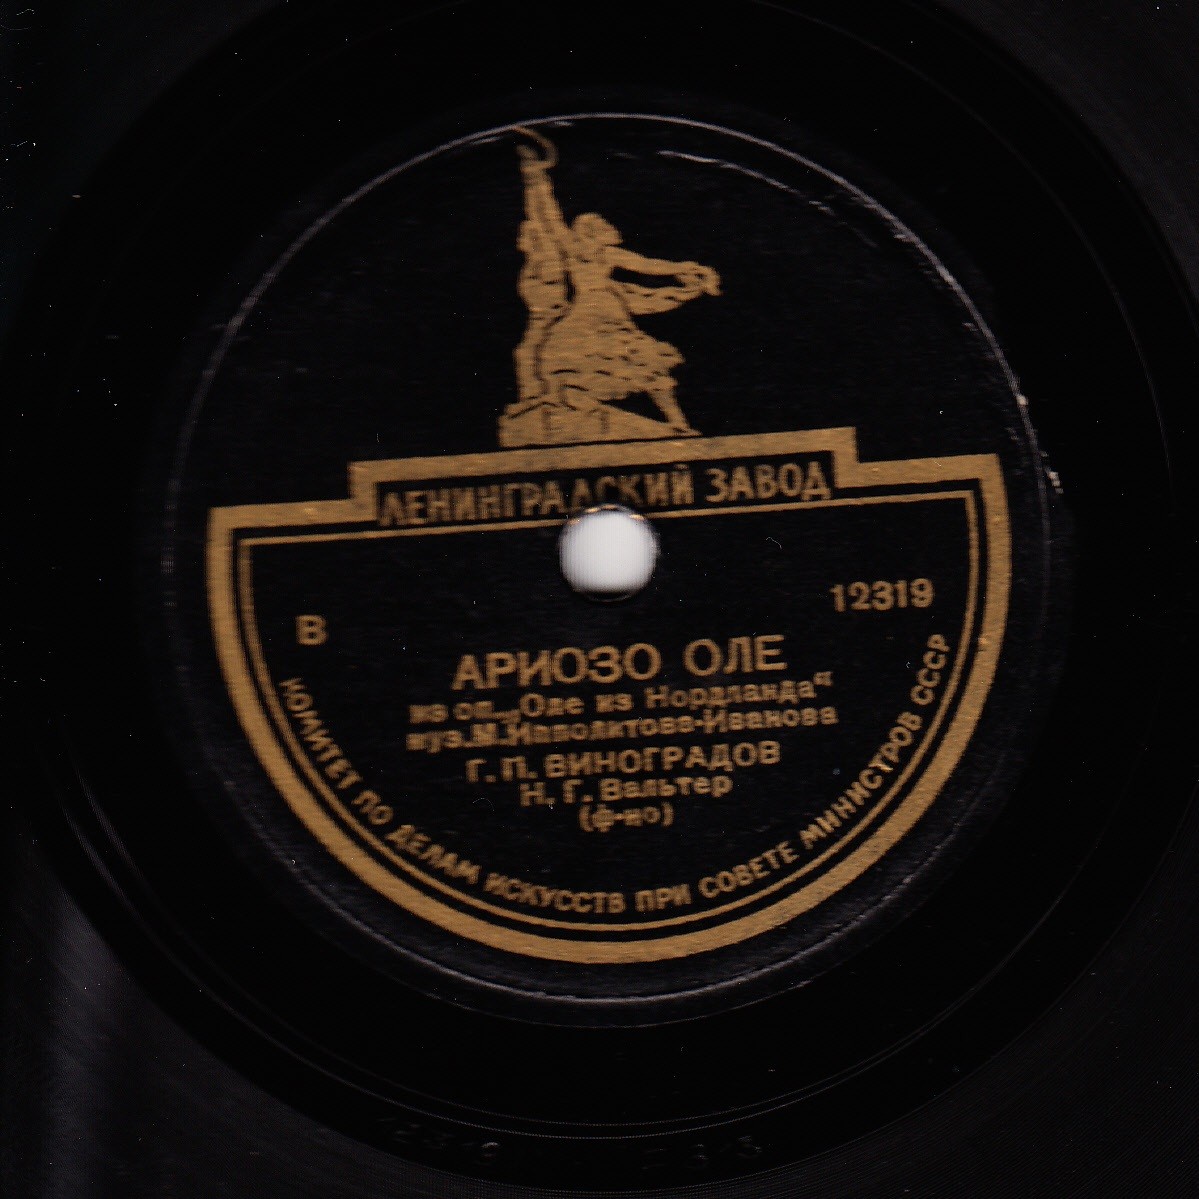 ЛЕНИНГРАДСКИЙ ЗАВОД
В
12319
АРИОЗО ОЛЕ
из оп. „Оле из Нордланда“
муз. М. Ипполитова-Иванова
Г. П. ВИНОГРАДОВ
Н. Г. Вальтер
(ф-но)
КОМИТЕТ ПО ДЕЛАМ ИСКУССТВ ПРИ СОВЕТЕ МИНИСТРОВ СССР